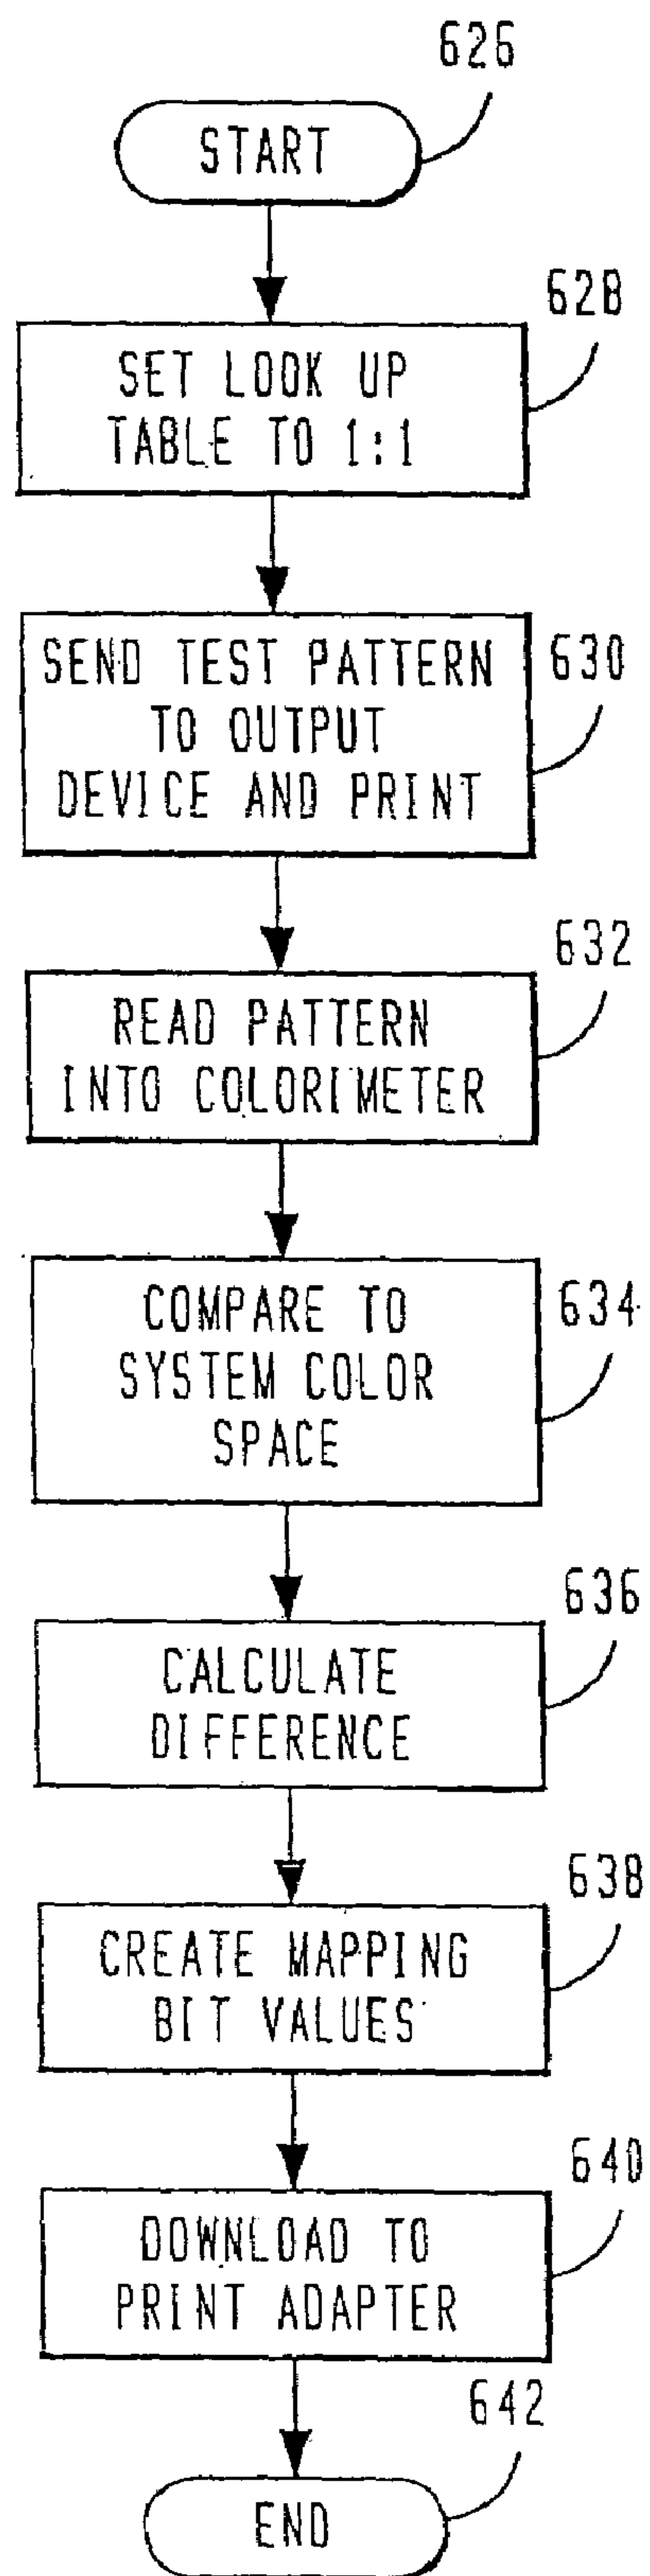 626
START
628
SET LOOK UP
TABLE TO 1:1
630
SEND TEST PATTERN
TO OUTPUT
DEVICE AND PRINT
632
READ PATTERN
INTO COLORIMETER
634
COMPARE TO
SYSTEM COLOR
SPACE
636
CALCULATE
DIFFERENCE
638
CREATE MAPPING
BIT VALUES
640
DOWNLOAD TO
PRINT ADAPTER
642
END